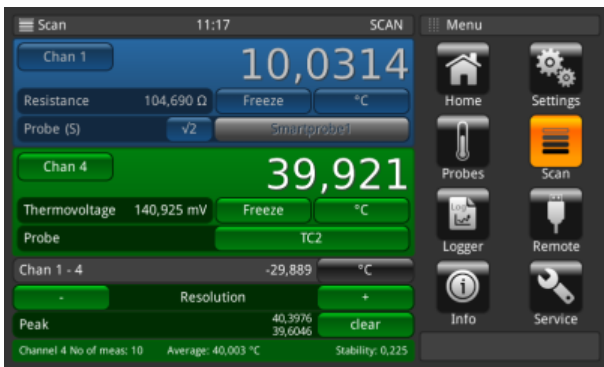 Scan 11:17 SCAN
Chan 1 10,0314
Resistance 104,690 Ω Freeze °C
Probe (S) √2 Smartprobe1
Chan 4 39,921
Thermovoltage 140,925 mV Freeze °C
Probe TC2
Chan 1 - 4 -29,889 °C
- Resolution +
Peak 40,3976 clear
39,6046
Channel 4 No of meas: 10 Average: 40,003 °C Stability: 0,225
Menu
Home Settings
Probes Scan
Log
Logger Remote
Info Service